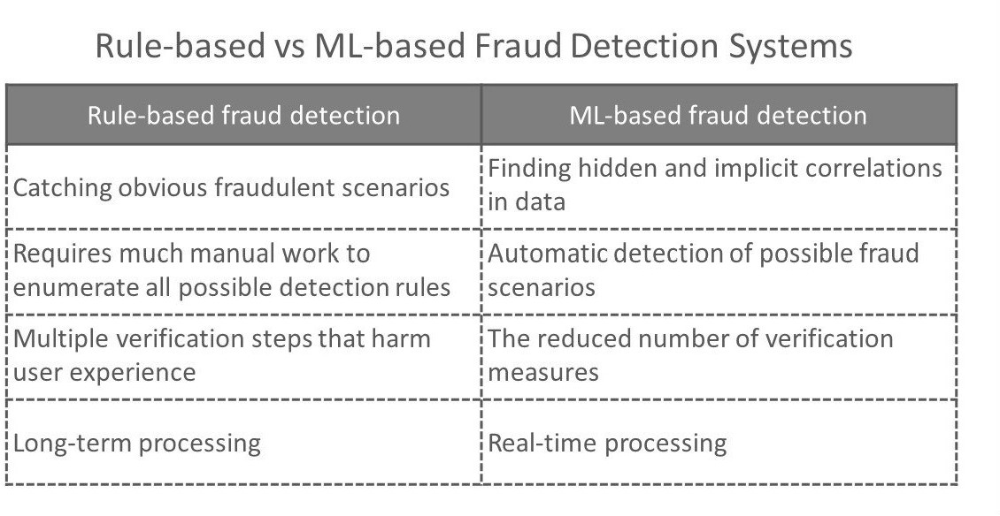 Rule-based vs ML-based Fraud Detection Systems
Rule-based fraud detection
ML-based fraud detection
Catching obvious fraudulent scenarios
Finding hidden and implicit correlations
in data
Requires much manual work to
enumerate all possible detection rules
Automatic detection of possible fraud
scenarios
Multiple verification steps that harm
user experience
The reduced number of verification
measures
Long-term processing
Real-time processing